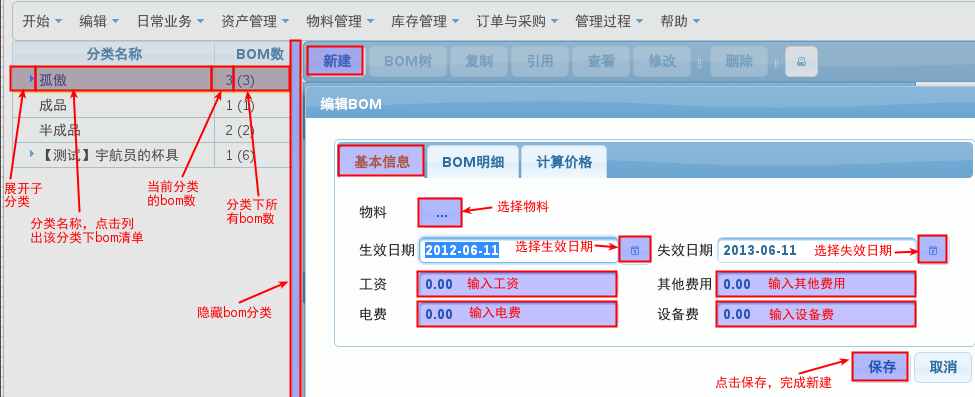 开始 编辑 日常业务 资产管理 物料管理 库存管理 订单与采购 管理过程 帮助
分类名称 BOM数
孤傲 3 (3)
成品 1 (1)
半成品 2 (2)
【测试】宇航员的杯具 1 (6)
展开子
分类
分类名称，点击列
出该分类下bom清单
当前分类
的bom数
分类下所
有bom数
隐藏bom分类
新建 BOM树 复制 引用 查看 修改 删除
编辑BOM
基本信息 BOM明细 计算价格
物料 ... 选择物料
生效日期 2012-06-11 选择生效日期 失效日期 2013-06-11 选择失效日期
工资 0.00 输入工资 其他费用 0.00 输入其他费用
电费 0.00 输入电费 设备费 0.00 输入设备费
保存 取消
点击保存，完成新建